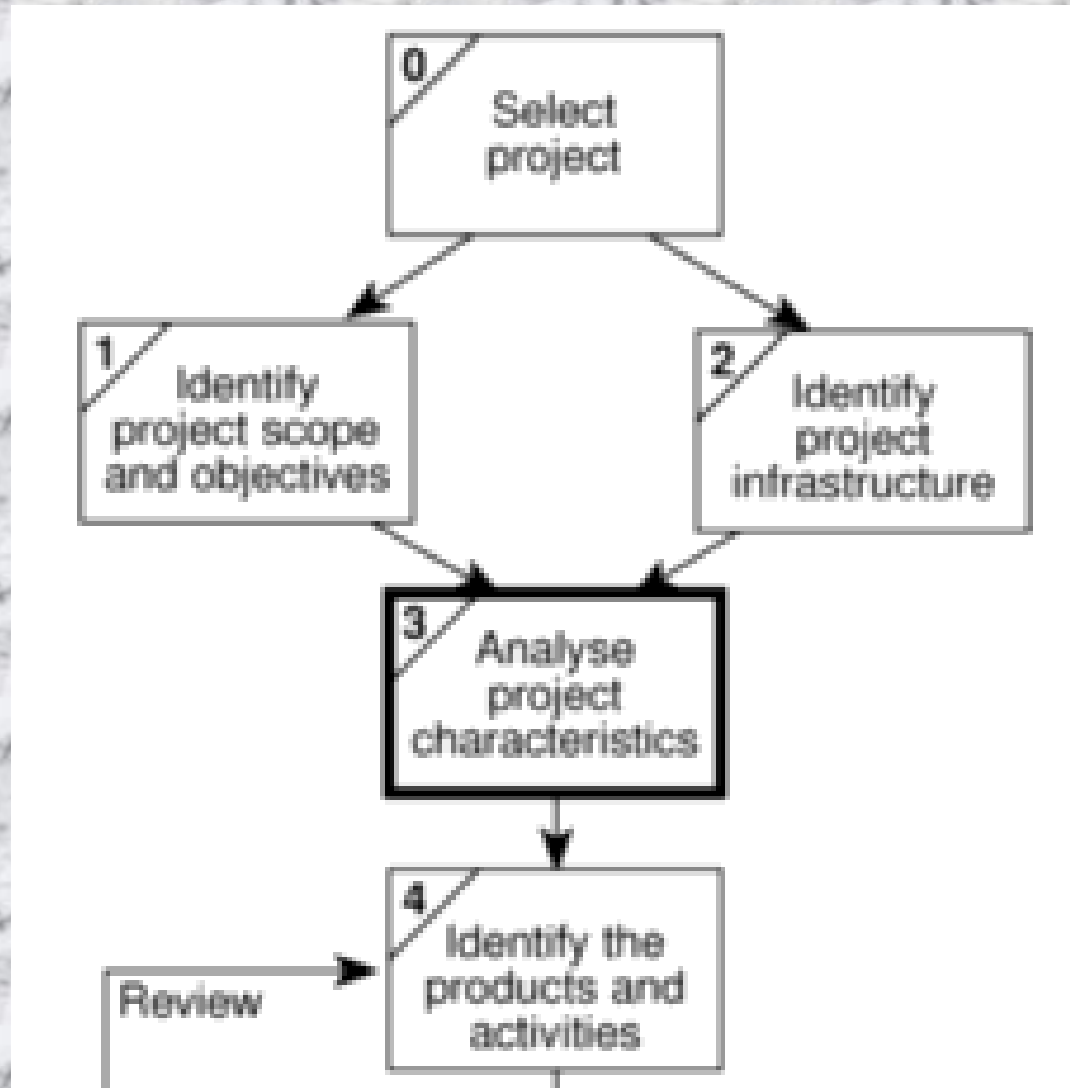 0
Select
project
1
Identify
project scope
and objectives
2
Identify
project
infrastructure
3
Analyse
project
characteristics
4
Identify the
products and
activities
Review